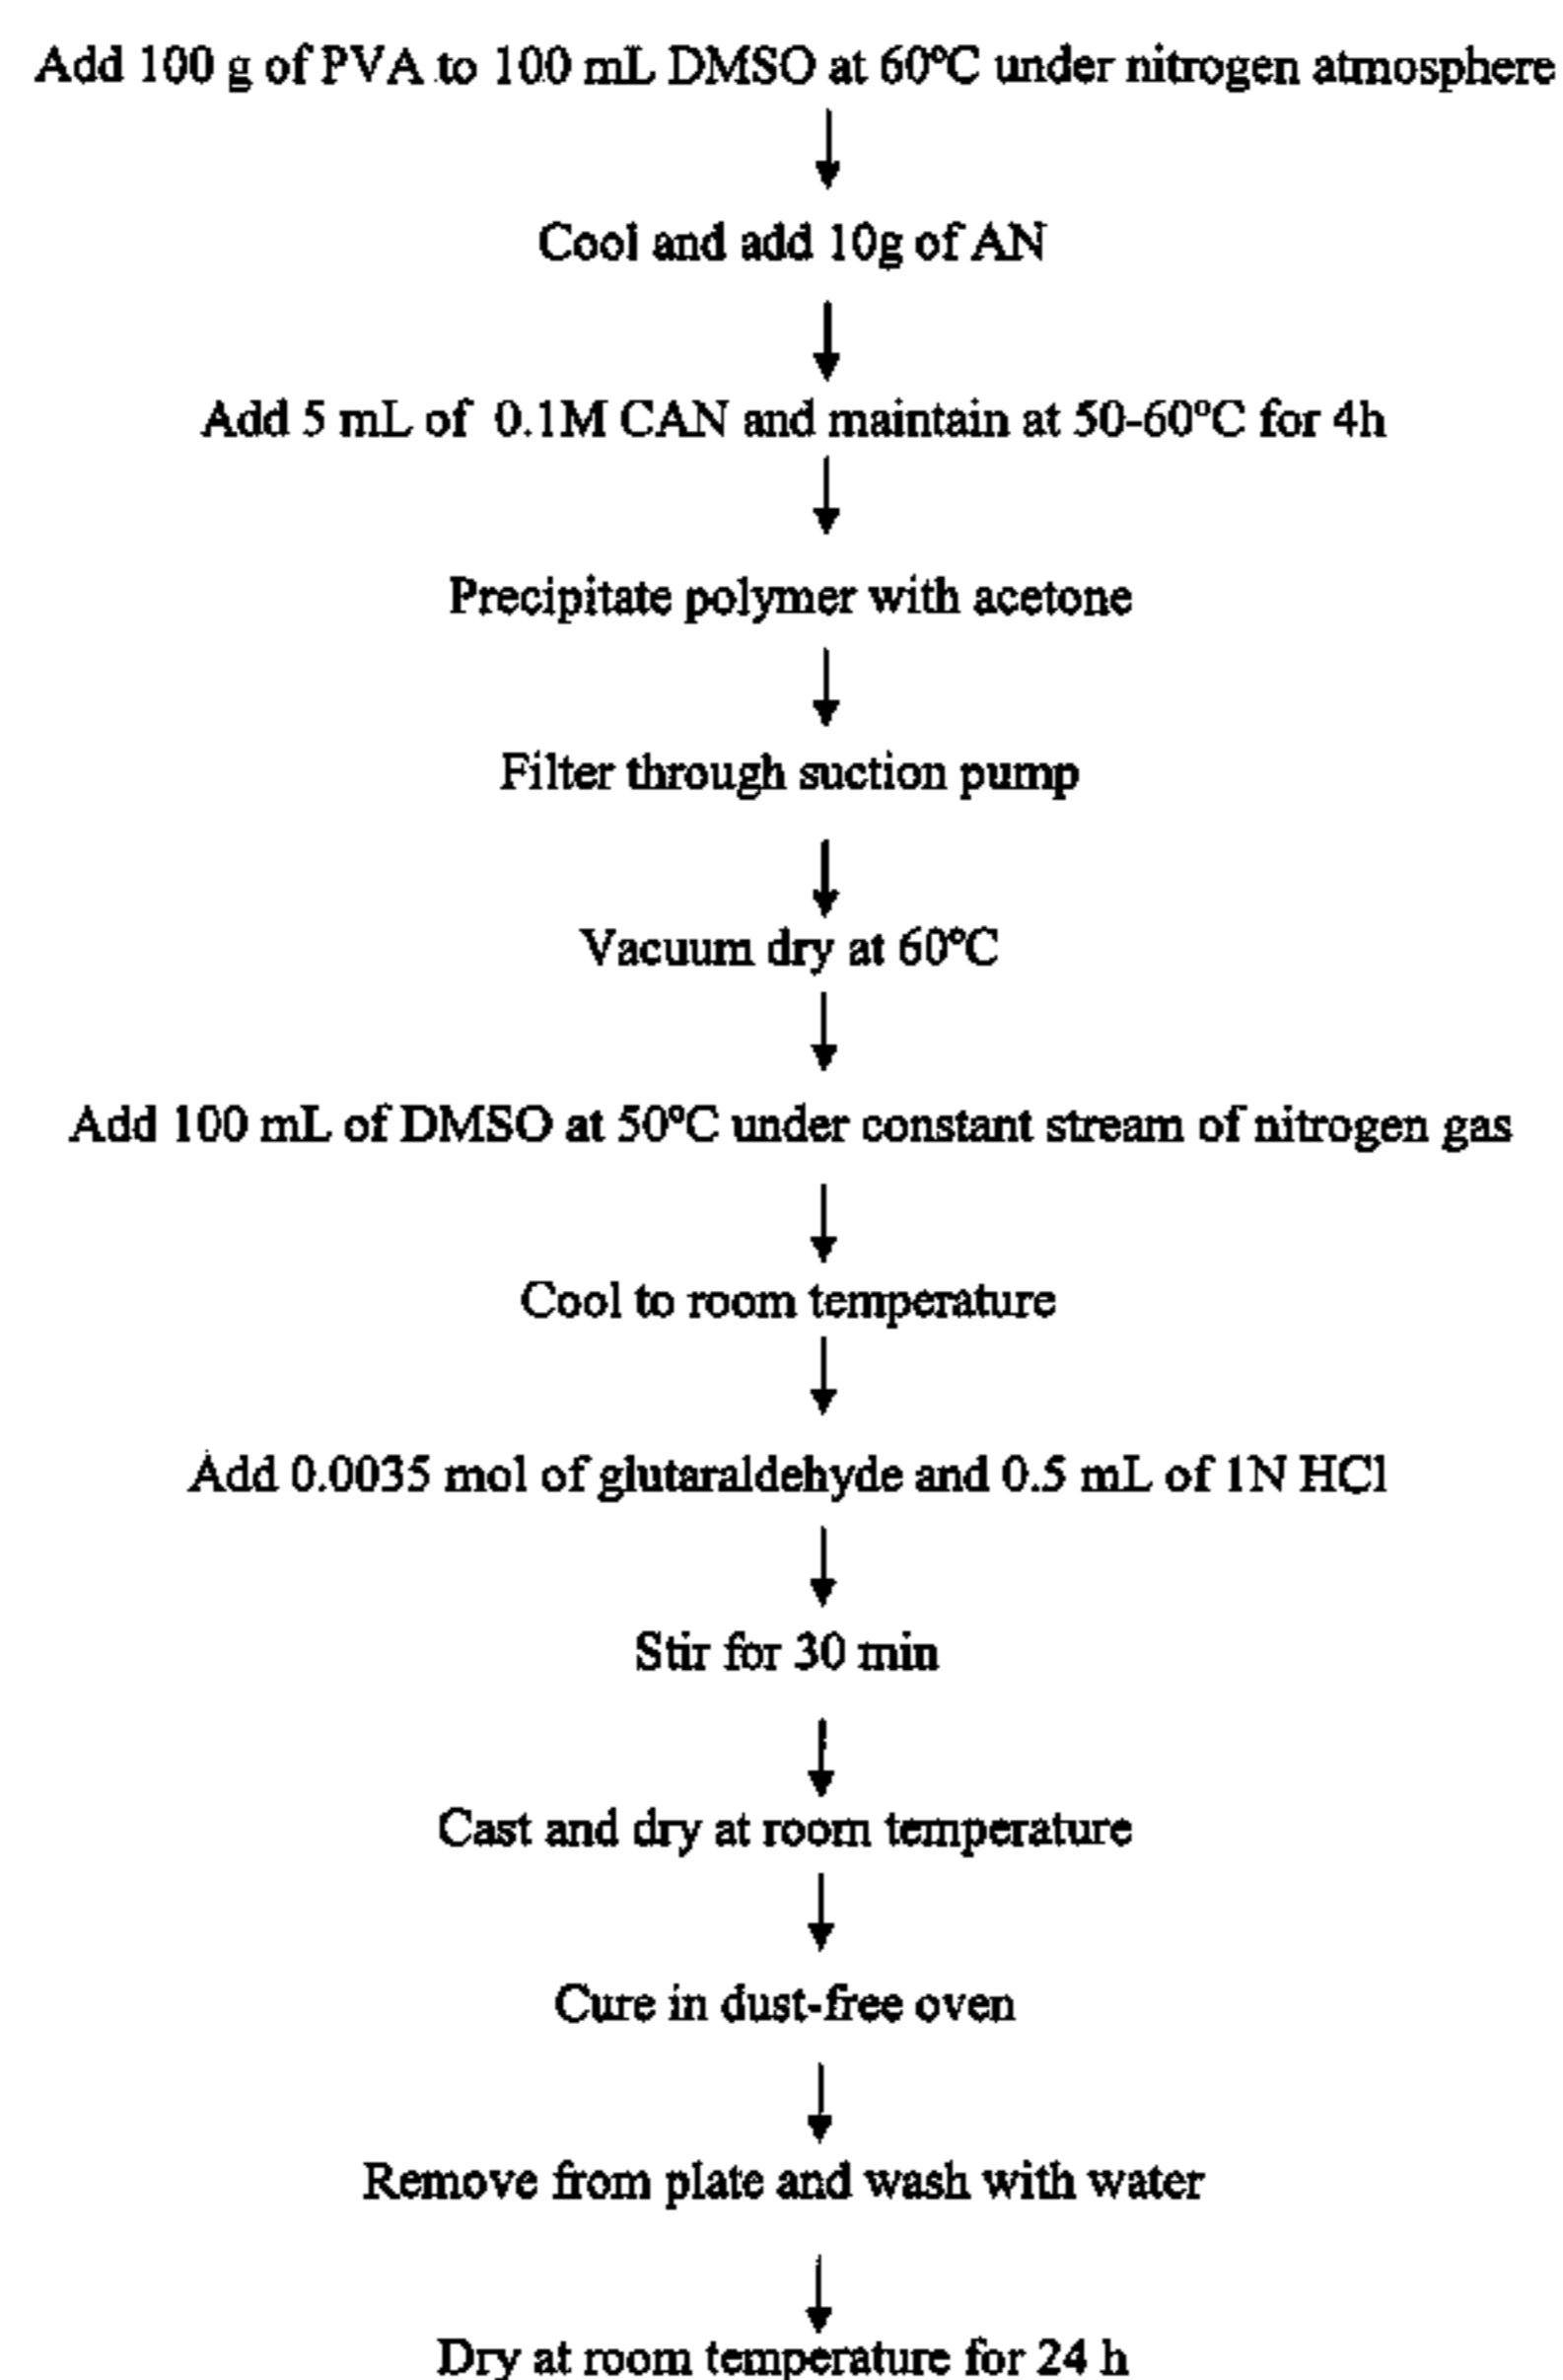 Add 100 g of PVA to 100 mL DMSO at 60ºC under nitrogen atmosphere
Cool and add 10g of AN
Add 5 mL of 0.1M CAN and maintain at 50-60ºC for 4h
Precipitate polymer with acetone
Filter through suction pump
Vacuum dry at 60ºC
Add 100 mL of DMSO at 50ºC under constant stream of nitrogen gas
Cool to room temperature
Add 0.0035 mol of glutaraldehyde and 0.5 mL of 1N HCl
Stir for 30 min
Cast and dry at room temperature
Cure in dust-free oven
Remove from plate and wash with water
Dry at room temperature for 24 h